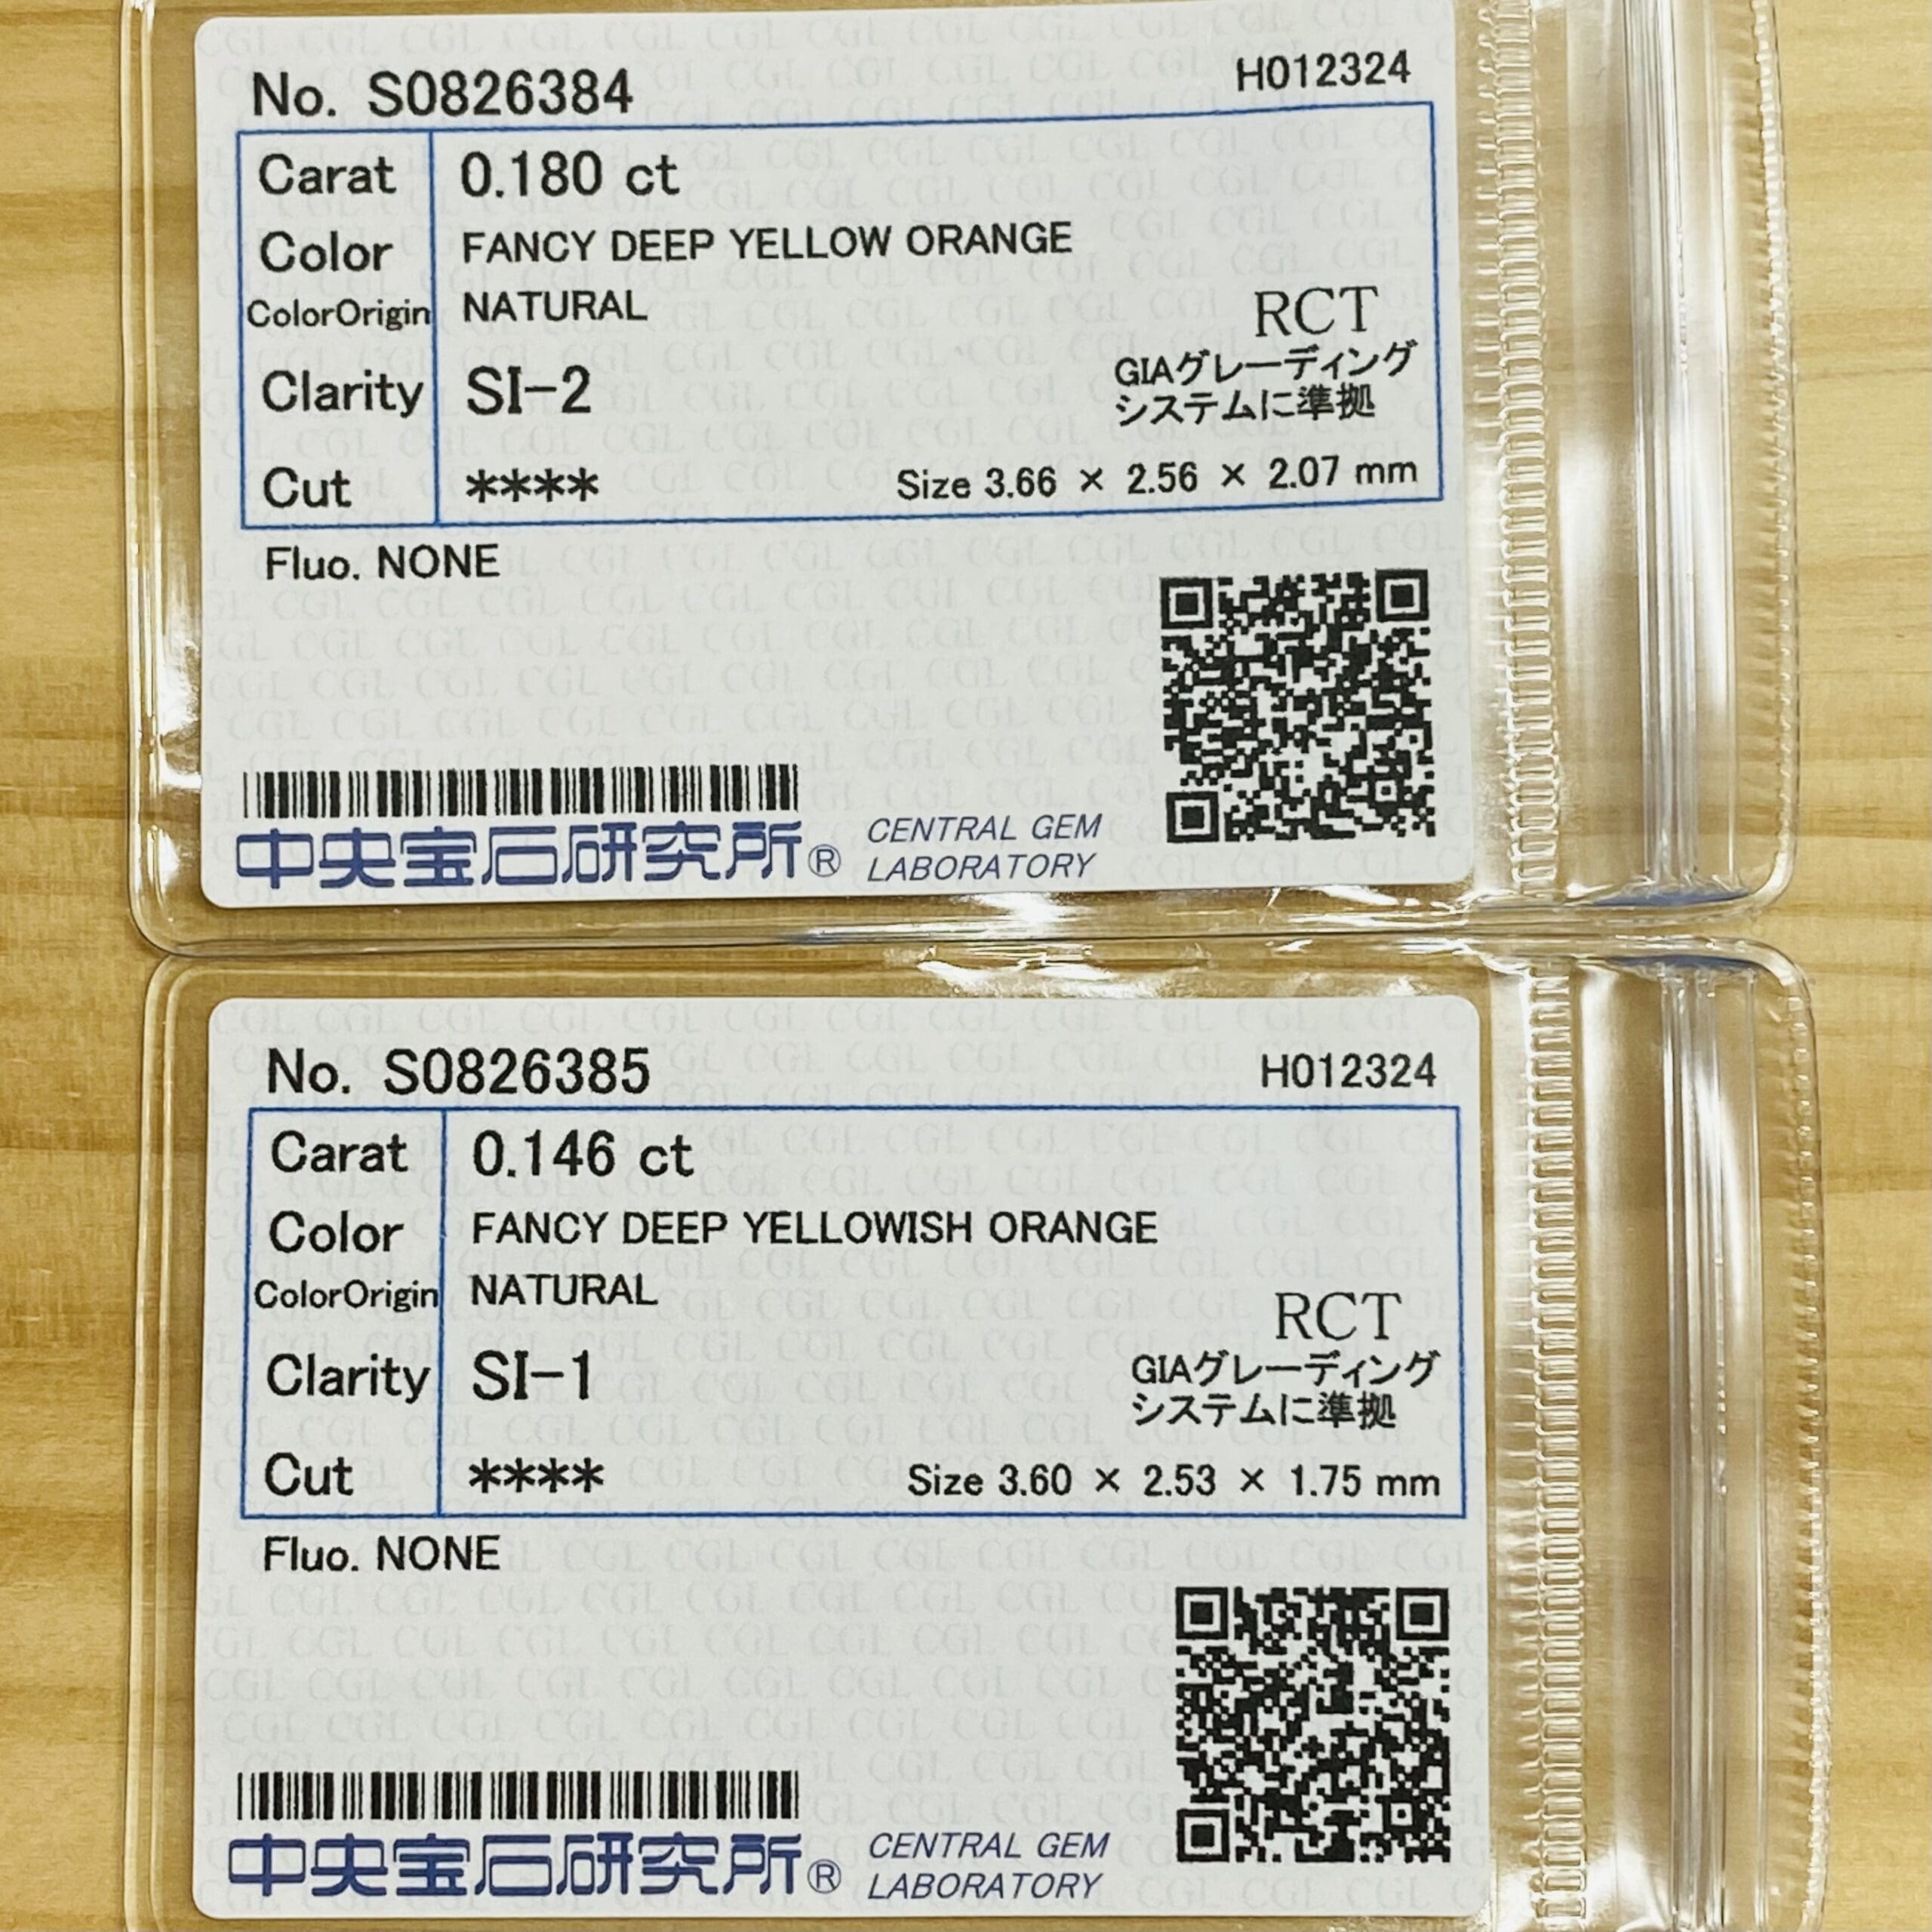 No. S0826384 H012324
Carat 0.180 ct
Color FANCY DEEP YELLOW ORANGE
ColorOrigin NATURAL
RCT
Clarity SI-2
GIAグレーディング
システムに準拠
Cut **** Size 3.66 × 2.56 × 2.07 mm
Fluo. NONE
中央宝石研究所® CENTRAL GEM
LABORATORY
No. S0826385 H012324
Carat 0.146 ct
Color FANCY DEEP YELLOWISH ORANGE
ColorOrigin NATURAL
RCT
Clarity SI-1
GIAグレーディング
システムに準拠
Cut **** Size 3.60 × 2.53 × 1.75 mm
Fluo. NONE
中央宝石研究所® CENTRAL GEM
LABORATORY